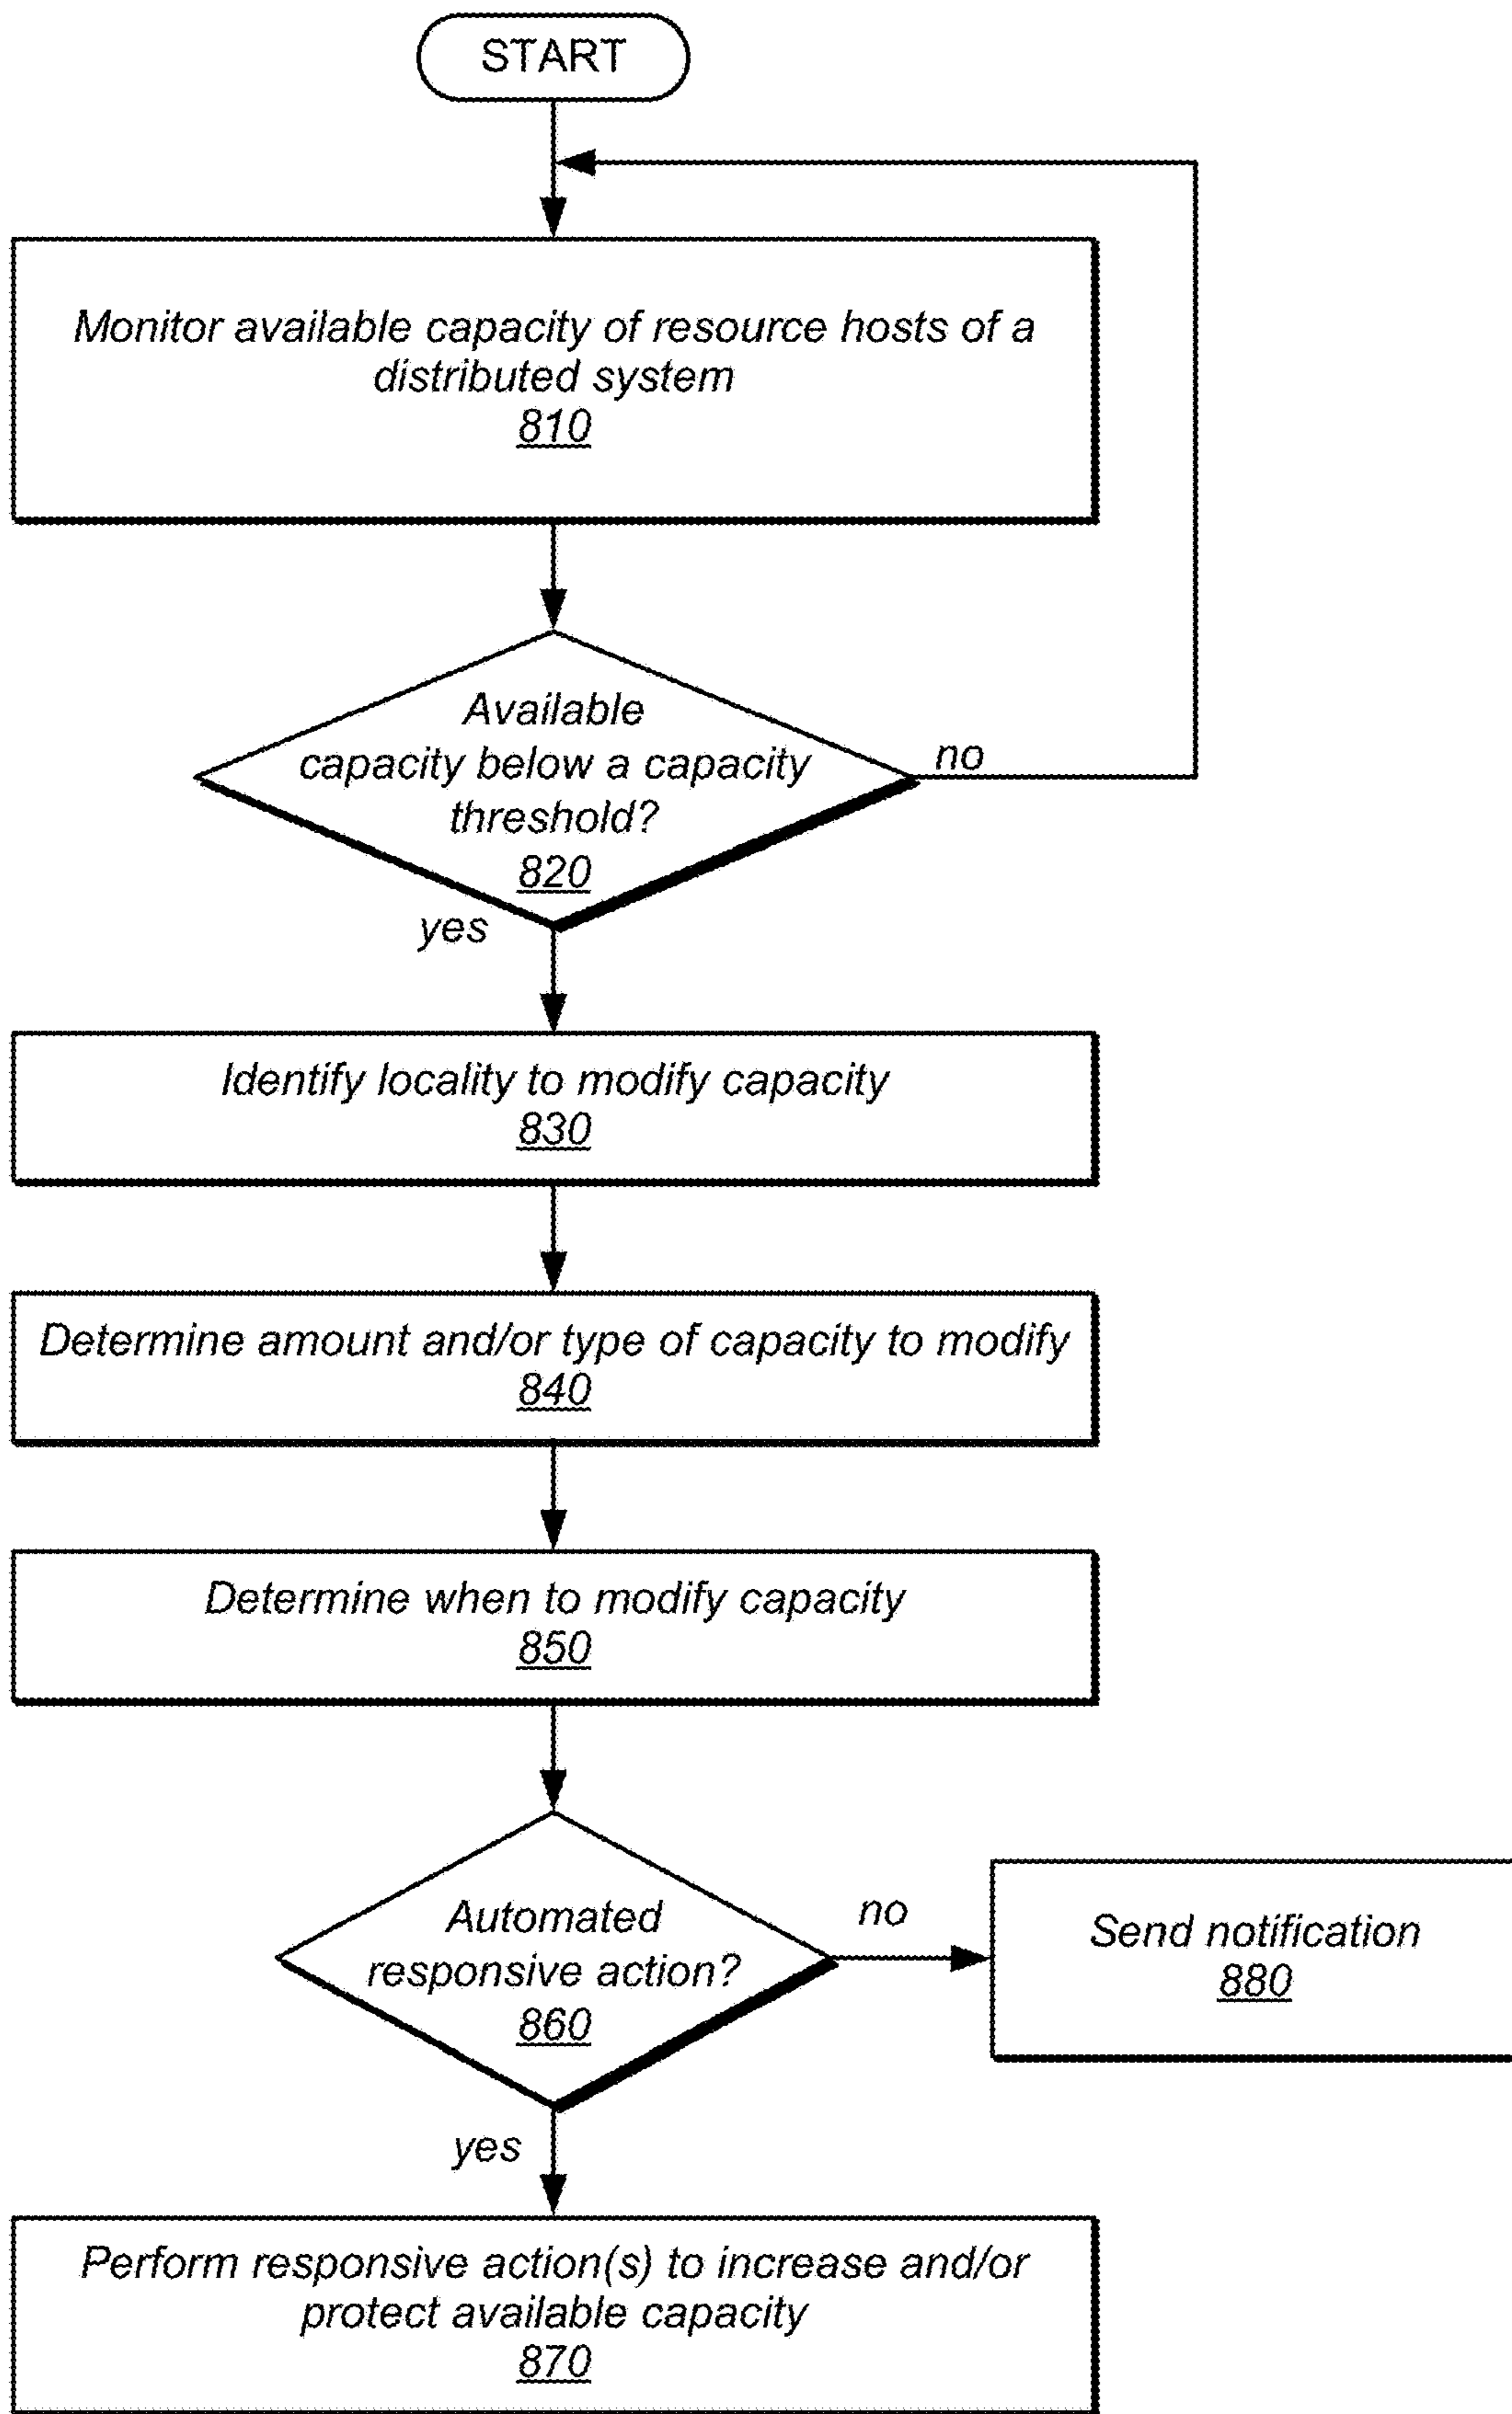 START
Monitor available capacity of resource hosts of a
distributed system
810
Available
capacity below a capacity
threshold?
820
no
yes
Identify locality to modify capacity
830
Determine amount and/or type of capacity to modify
840
Determine when to modify capacity
850
Automated
responsive action?
860
no
Send notification
880
yes
Perform responsive action(s) to increase and/or
protect available capacity
870